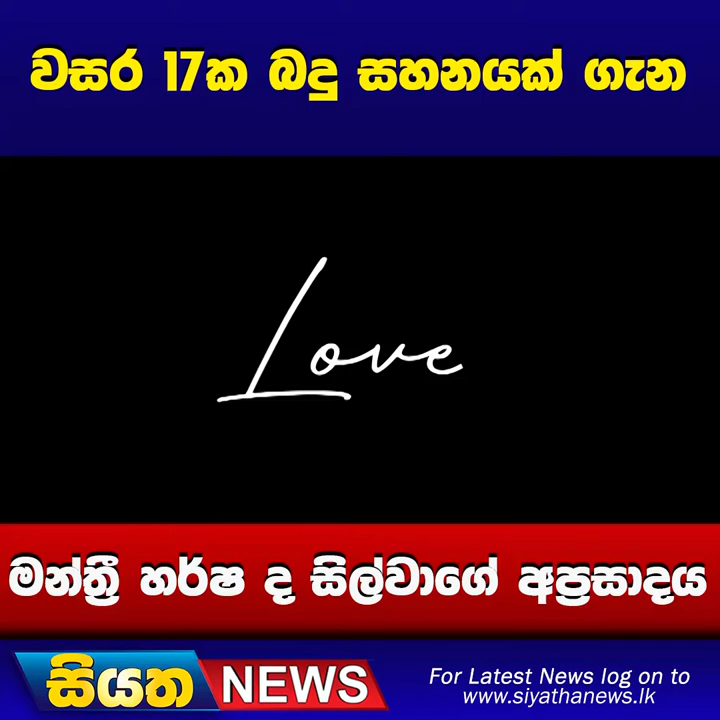 වසර 17ක බදු සහනයක් ගැන
Love
මන්ත්‍රී හර්ෂ ද සිල්වාගේ අප්‍රසාදය
සියත NEWS
For Latest News log on to
www.siyathanews.lk